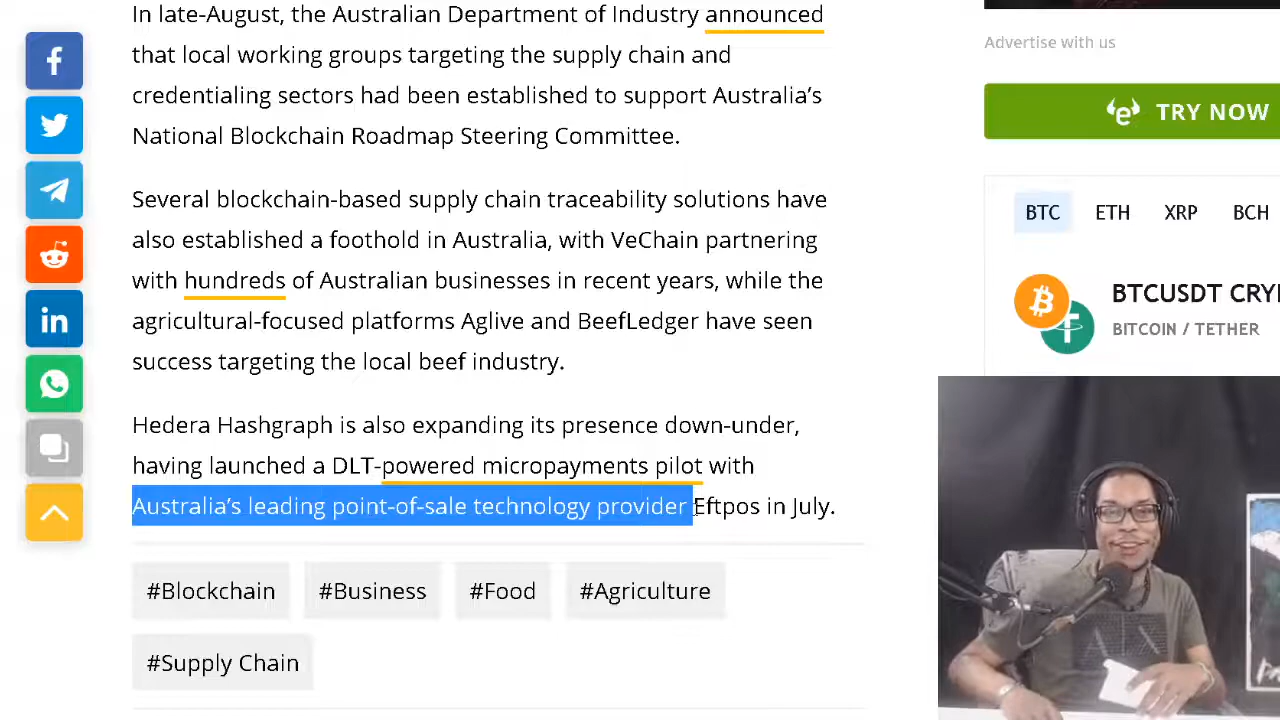 In late-August, the Australian Department of Industry announced
that local working groups targeting the supply chain and
credentialing sectors had been established to support Australia’s
National Blockchain Roadmap Steering Committee.
Several blockchain-based supply chain traceability solutions have
also established a foothold in Australia, with VeChain partnering
with hundreds of Australian businesses in recent years, while the
agricultural-focused platforms Aglive and BeefLedger have seen
success targeting the local beef industry.
Hedera Hashgraph is also expanding its presence down-under,
having launched a DLT-powered micropayments pilot with
Australia’s leading point-of-sale technology provider Eftpos in July.
#Blockchain #Business #Food #Agriculture
#Supply Chain
Advertise with us
TRY NOW
BTC ETH XRP BCH
BTCUSDT CRY
BITCOIN / TETHER
AX